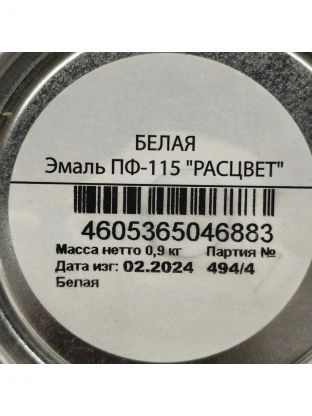 БЕЛАЯ
Эмаль ПФ-115 "РАСЦВЕТ"
4605365046883
Масса нетто 0,9 кг Партия №
Дата изг: 02.2024 494/4
Белая